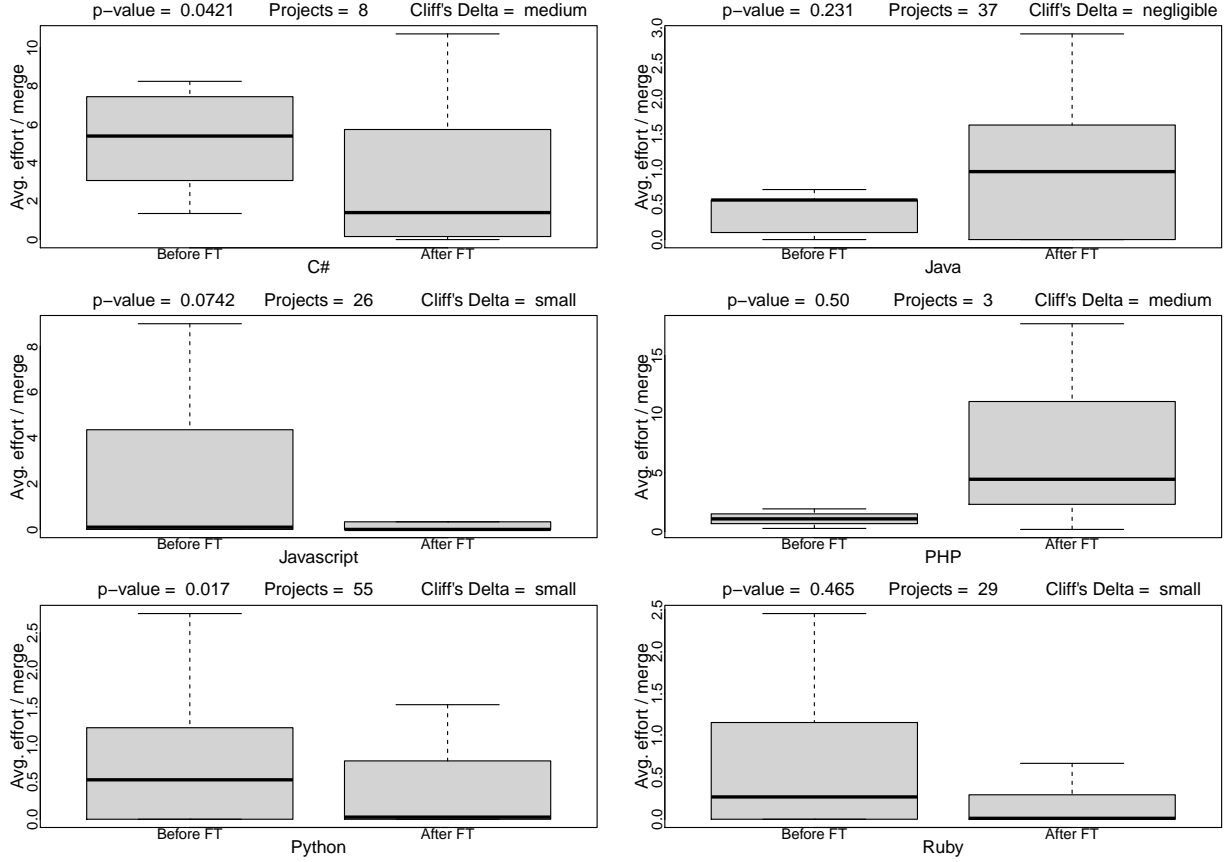 p−value = 0.0421 Projects = 8 Cliff's Delta = medium
Avg. effort / merge
0 2 4 6 8 10
Before FT After FT
C#
p−value = 0.231 Projects = 37 Cliff's Delta = negligible
Avg. effort / merge
0.0 0.5 1.0 1.5 2.0 2.5 3.0
Before FT After FT
Java
p−value = 0.0742 Projects = 26 Cliff's Delta = small
Avg. effort / merge
0 2 4 6 8
Before FT After FT
Javascript
p−value = 0.50 Projects = 3 Cliff's Delta = medium
Avg. effort / merge
0 5 10 15
Before FT After FT
PHP
p−value = 0.017 Projects = 55 Cliff's Delta = small
Avg. effort / merge
0.0 0.5 1.0 1.5 2.0 2.5
Before FT After FT
Python
p−value = 0.465 Projects = 29 Cliff's Delta = small
Avg. effort / merge
0.0 0.5 1.0 1.5 2.0 2.5
Before FT After FT
Ruby